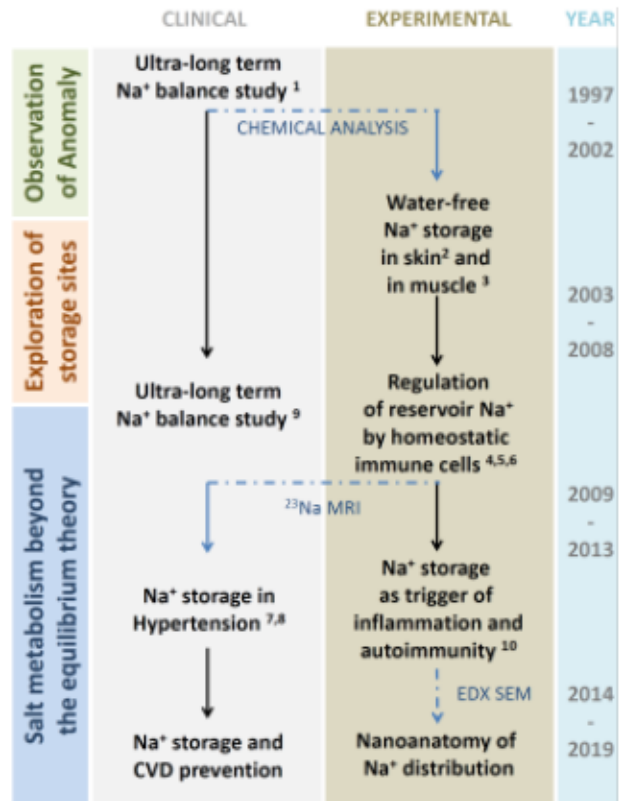 CLINICAL EXPERIMENTAL YEAR
Observation
of Anomaly
Ultra-long term
Na⁺ balance study ¹
CHEMICAL ANALYSIS
1997
-
2002
Water-free
Na⁺ storage
in skin² and
in muscle ³
Exploration of
storage sites
2003
-
2008
Ultra-long term
Na⁺ balance study ⁹
Regulation
of reservoir Na⁺
by homeostatic
immune cells ⁴,⁵,⁶
Salt metabolism beyond
the equilibrium theory
²³Na MRI
2009
-
2013
Na⁺ storage in
Hypertension ⁷,⁸
Na⁺ storage
as trigger of
inflammation and
autoimmunity ¹⁰
EDX SEM
2014
-
2019
Na⁺ storage and
CVD prevention
Nanoanatomy of
Na⁺ distribution